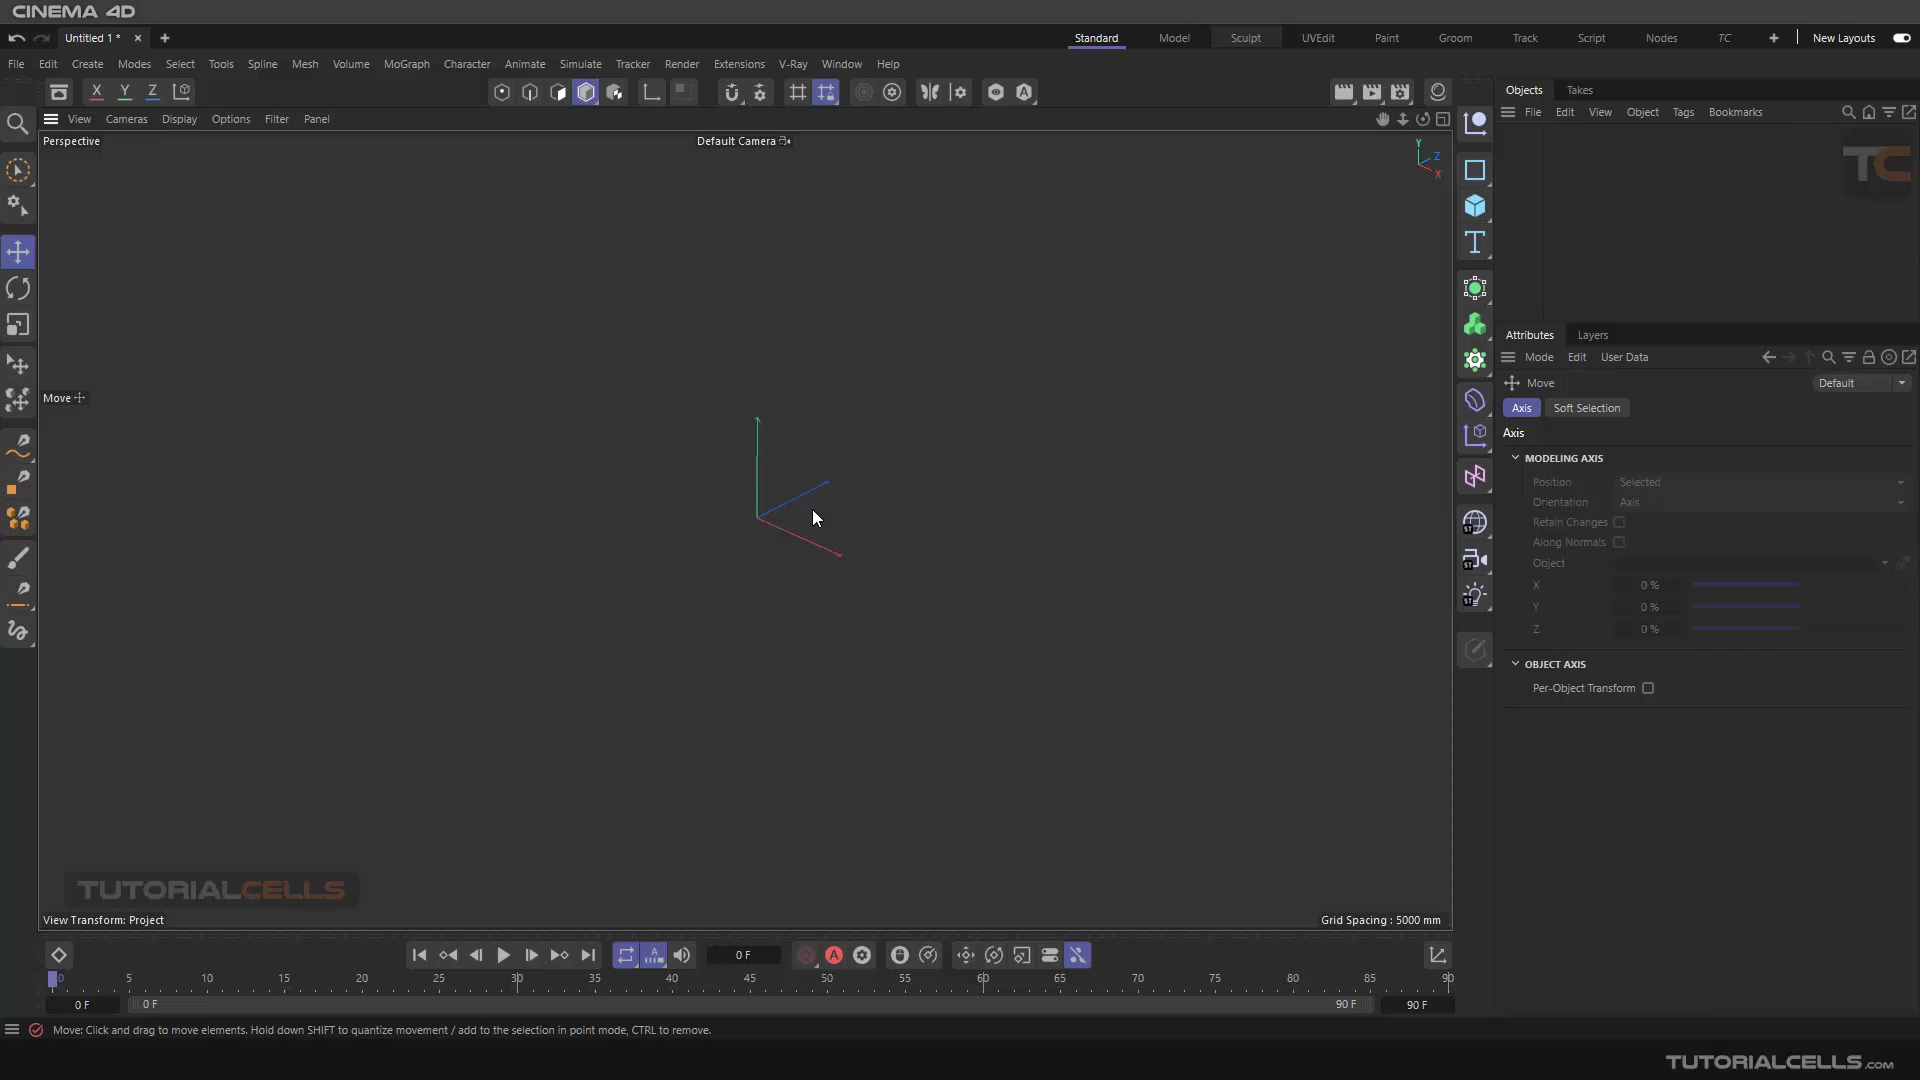 CINEMA 4D
Untitled 1 *
Standard Model Sculpt UVEdit Paint Groom Track Script Nodes TC New Layouts
File Edit Create Modes Select Tools Spline Mesh Volume MoGraph Character Animate Simulate Tracker Render Extensions V-Ray Window Help
X Y Z
Objects Takes
File Edit View Object Tags Bookmarks
View Cameras Display Options Filter Panel
Perspective
Default Camera
Y
Z
X
TC
Move
Attributes Layers
Mode Edit User Data
Move
Default
Axis Soft Selection
Axis
MODELING AXIS
Position Selected
Orientation Axis
Retain Changes
Along Normals
Object
X 0 %
Y 0 %
Z 0 %
OBJECT AXIS
Per-Object Transform
ST
ST
ST
TUTORIALCELLS
View Transform: Project
Grid Spacing : 5000 mm
0 F
0 5 10 15 20 25 30 35 40 45 50 55 60 65 70 75 80 85 90
0 F 0 F 90 F 90 F
Move: Click and drag to move elements. Hold down SHIFT to quantize movement / add to the selection in point mode, CTRL to remove.
TUTORIALCELLS.COM